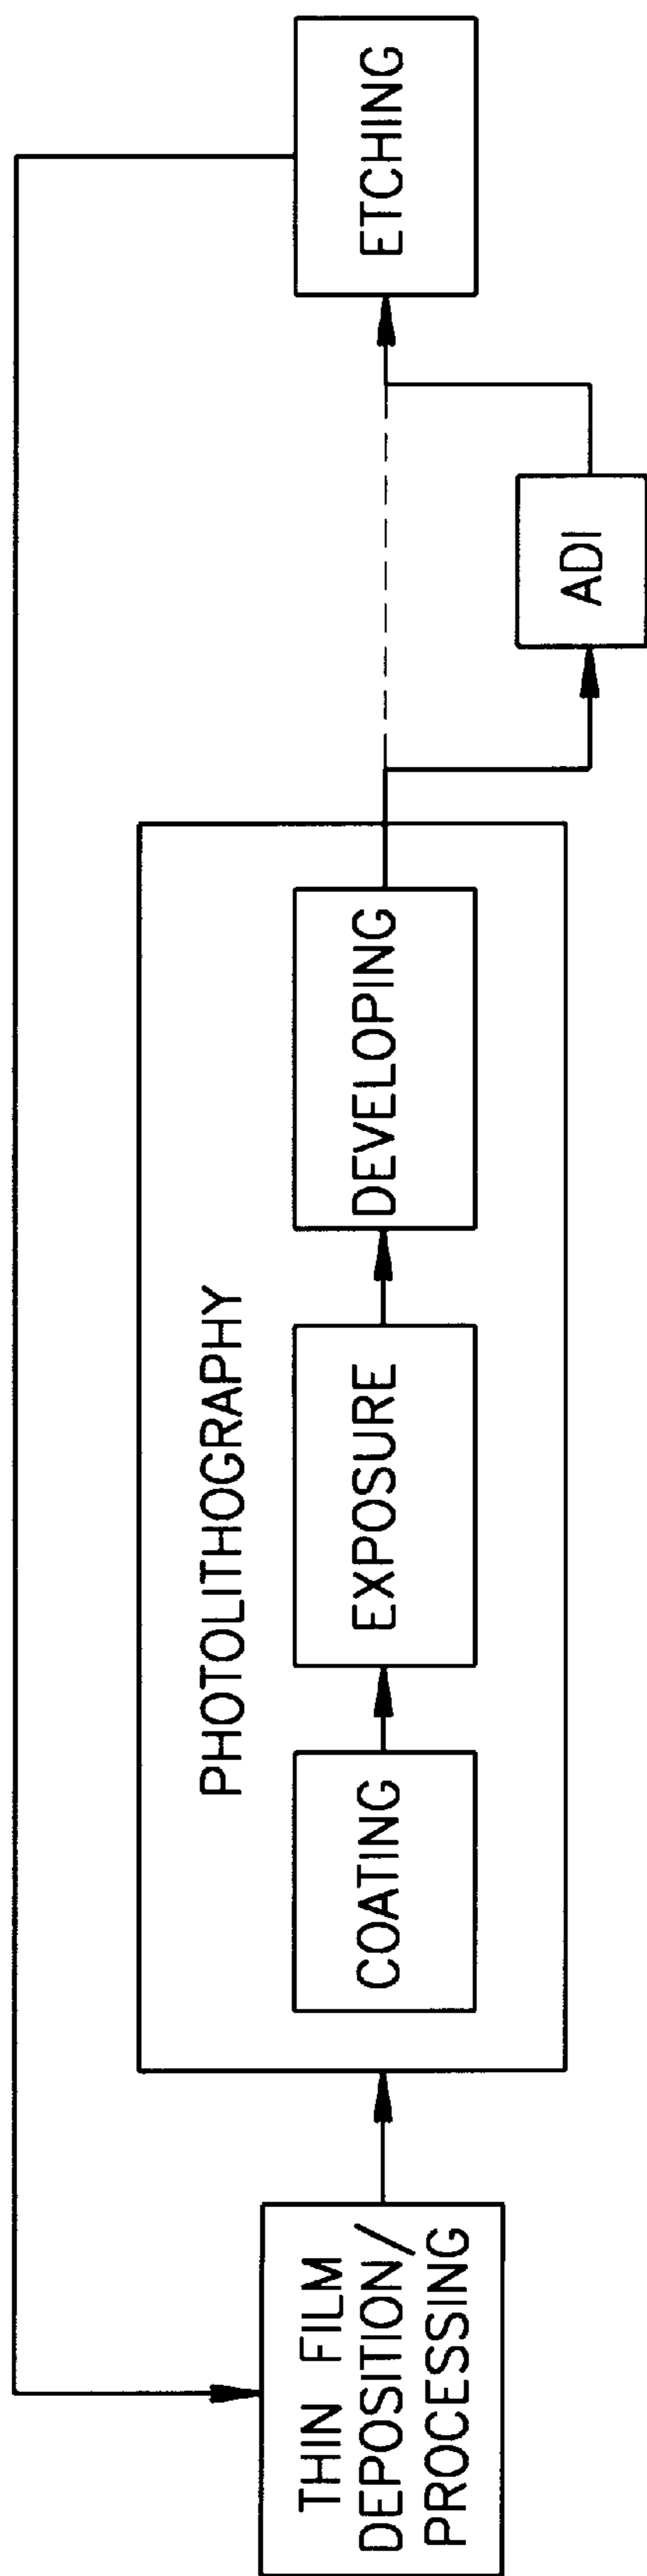 THIN FILM
DEPOSITION/
PROCESSING
PHOTOLITHOGRAPHY
COATING
EXPOSURE
DEVELOPING
ADI
ETCHING